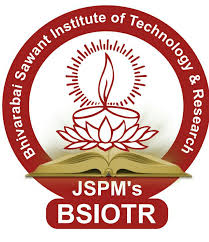 Bhivarabai Sawant Institute of Technology & Research
JSPM's
BSIOTR